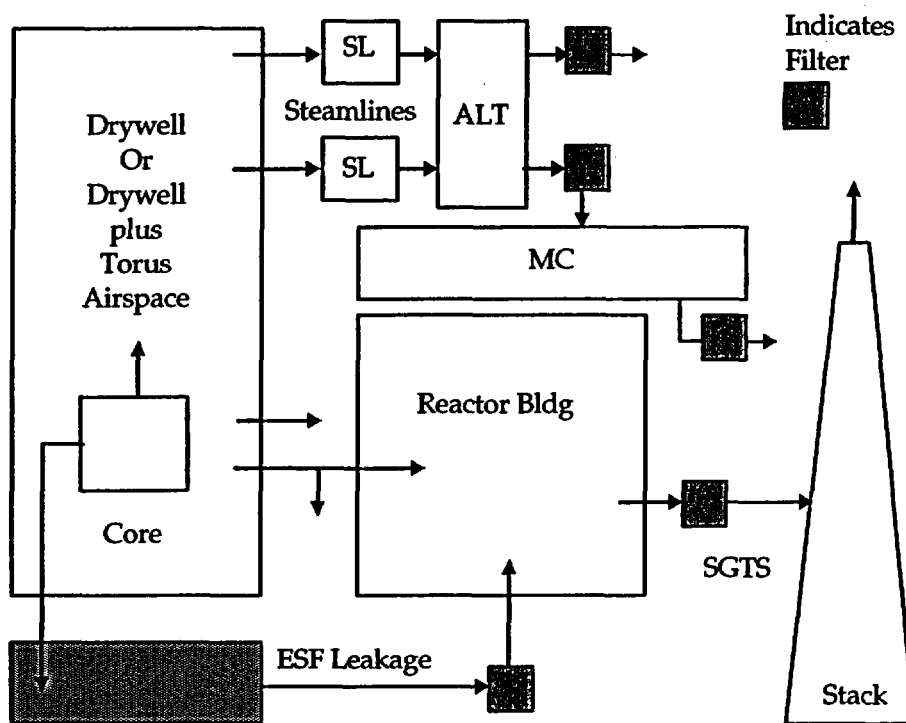 Indicates
Filter
SL
Steamlines
SL
ALT
Drywell
Or
Drywell
plus
Torus
Airspace
MC
Reactor Bldg
Core
SGTS
ESF Leakage
Stack